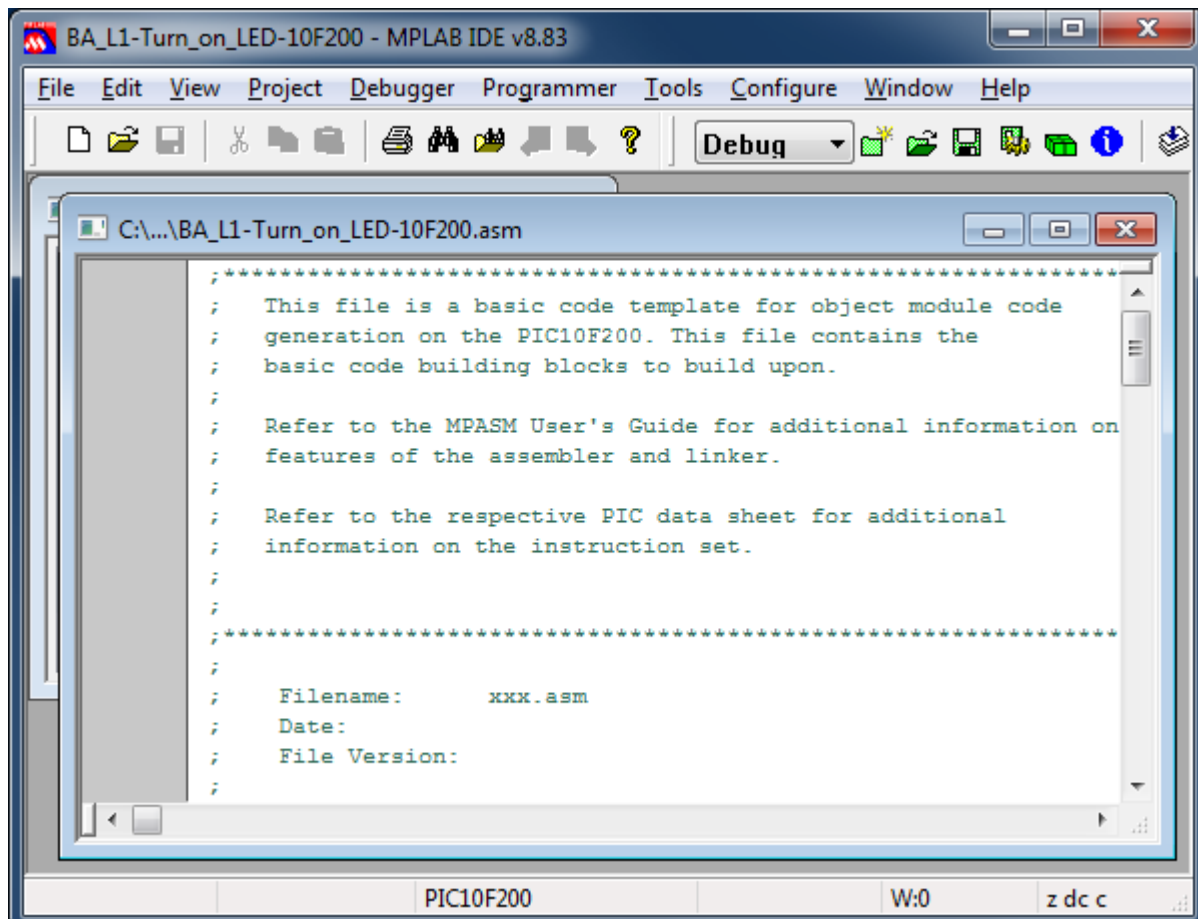 BA_L1-Turn_on_LED-10F200 - MPLAB IDE v8.83
File Edit View Project Debugger Programmer Tools Configure Window Help
Debug
C:\...\BA_L1-Turn_on_LED-10F200.asm
;****************************************************************
; This file is a basic code template for object module code
; generation on the PIC10F200. This file contains the
; basic code building blocks to build upon.
;
; Refer to the MPASM User's Guide for additional information on
; features of the assembler and linker.
;
; Refer to the respective PIC data sheet for additional
; information on the instruction set.
;
;
;****************************************************************
;
; Filename: xxx.asm
; Date:
; File Version:
;
PIC10F200 W:0 z dc c